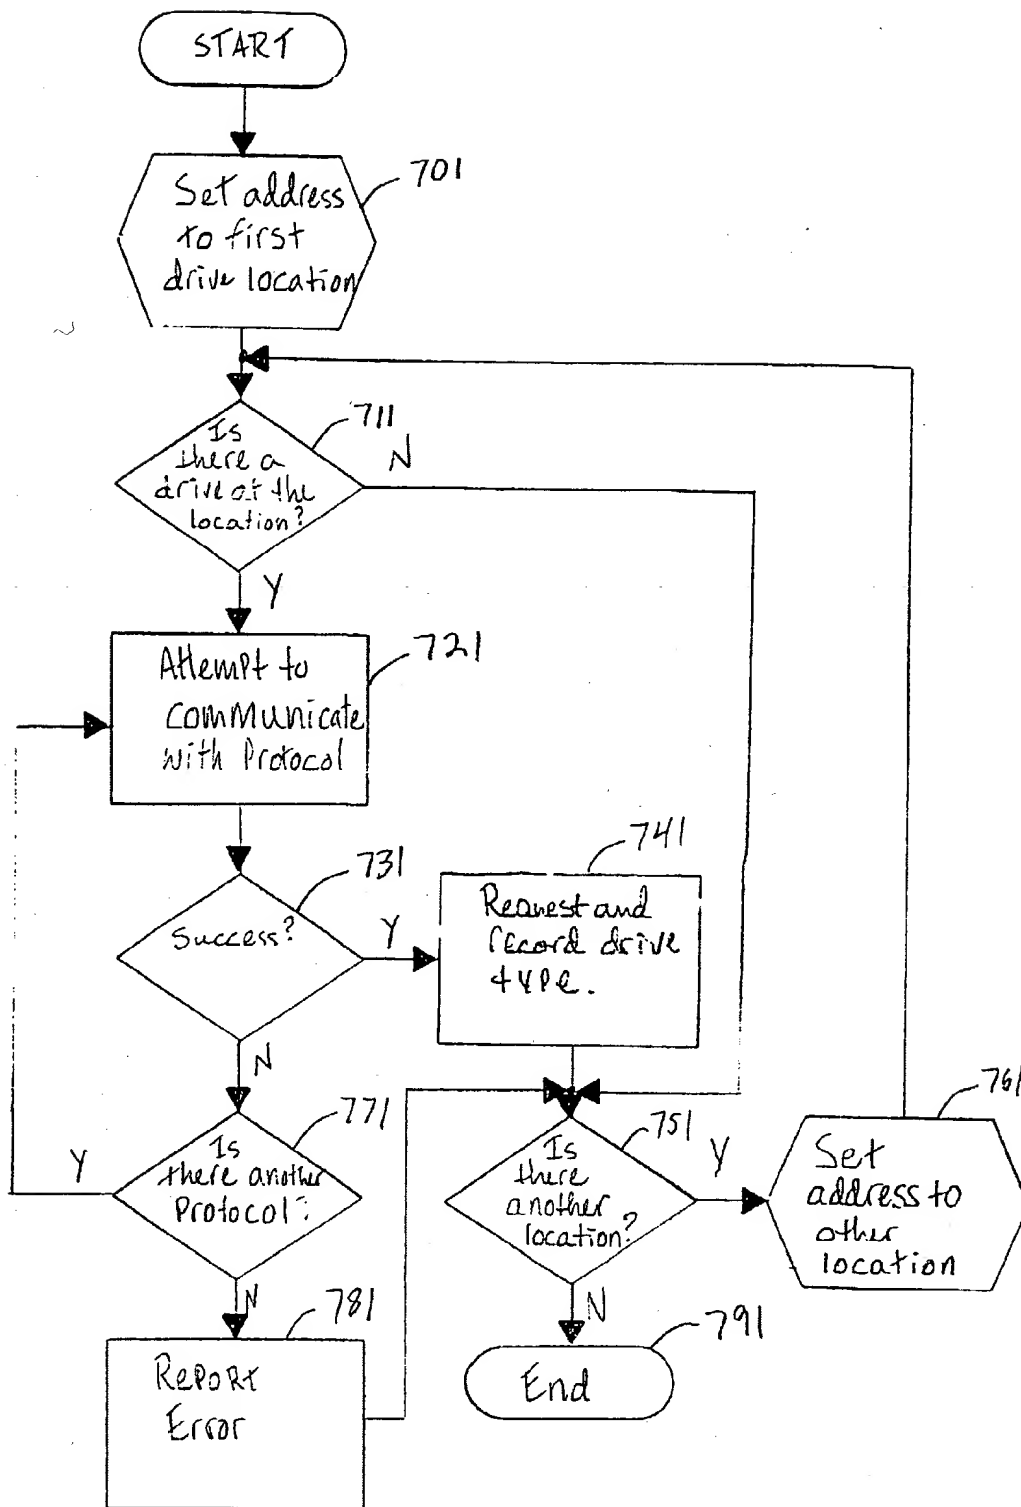 START
701
Set address
to first
drive location
711
Is
there a
drive at the
location?
N
Y
721
Attempt to
communicate
with Protocol
731
Success?
Y
741
Request and
record drive
type.
N
771
Is
there another
Protocol?
Y
751
Is
there
another
location?
Y
761
Set
address to
other
location
N
781
Report
Error
N
791
End